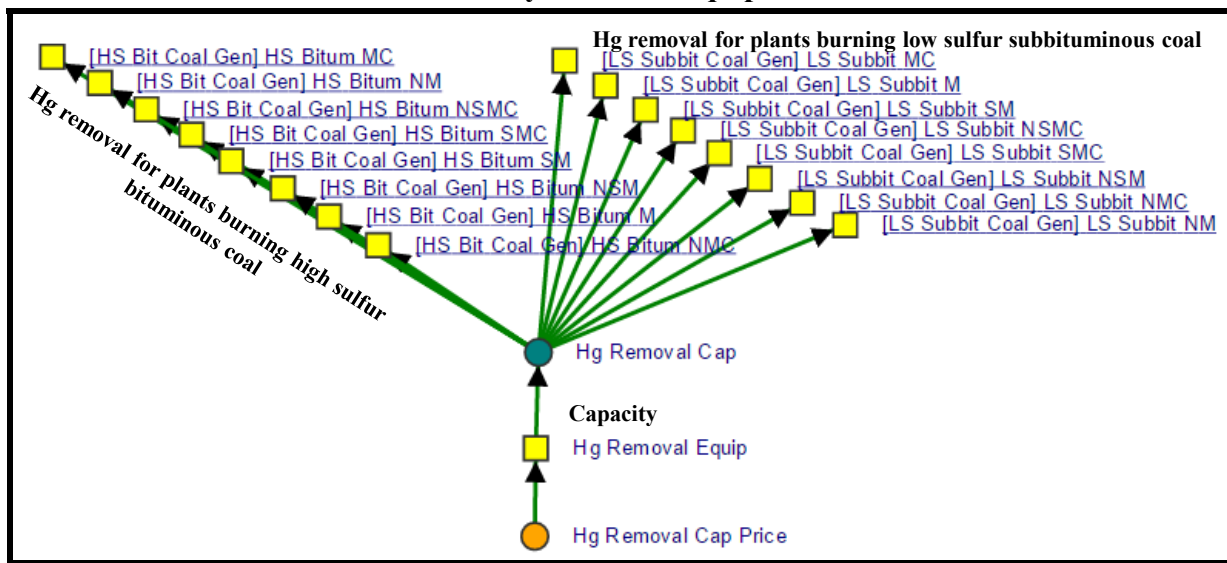 [HS Bit Coal Gen] HS Bitum MC
[HS Bit Coal Gen] HS Bitum NM
[HS Bit Coal Gen] HS Bitum NSMC
[HS Bit Coal Gen] HS Bitum SMC
[HS Bit Coal Gen] HS Bitum SM
[HS Bit Coal Gen] HS Bitum NSM
[HS Bit Coal Gen] HS Bitum M
[HS Bit Coal Gen] HS Bitum NMC
Hg removal for plants burning high sulfur
bituminous coal
Hg removal for plants burning low sulfur subbituminous coal
[LS Subbit Coal Gen] LS Subbit MC
[LS Subbit Coal Gen] LS Subbit M
[LS Subbit Coal Gen] LS Subbit SM
[LS Subbit Coal Gen] LS Subbit NSMC
[LS Subbit Coal Gen] LS Subbit SMC
[LS Subbit Coal Gen] LS Subbit NSM
[LS Subbit Coal Gen] LS Subbit NMC
[LS Subbit Coal Gen] LS Subbit NM
Hg Removal Cap
Capacity
Hg Removal Equip
Hg Removal Cap Price